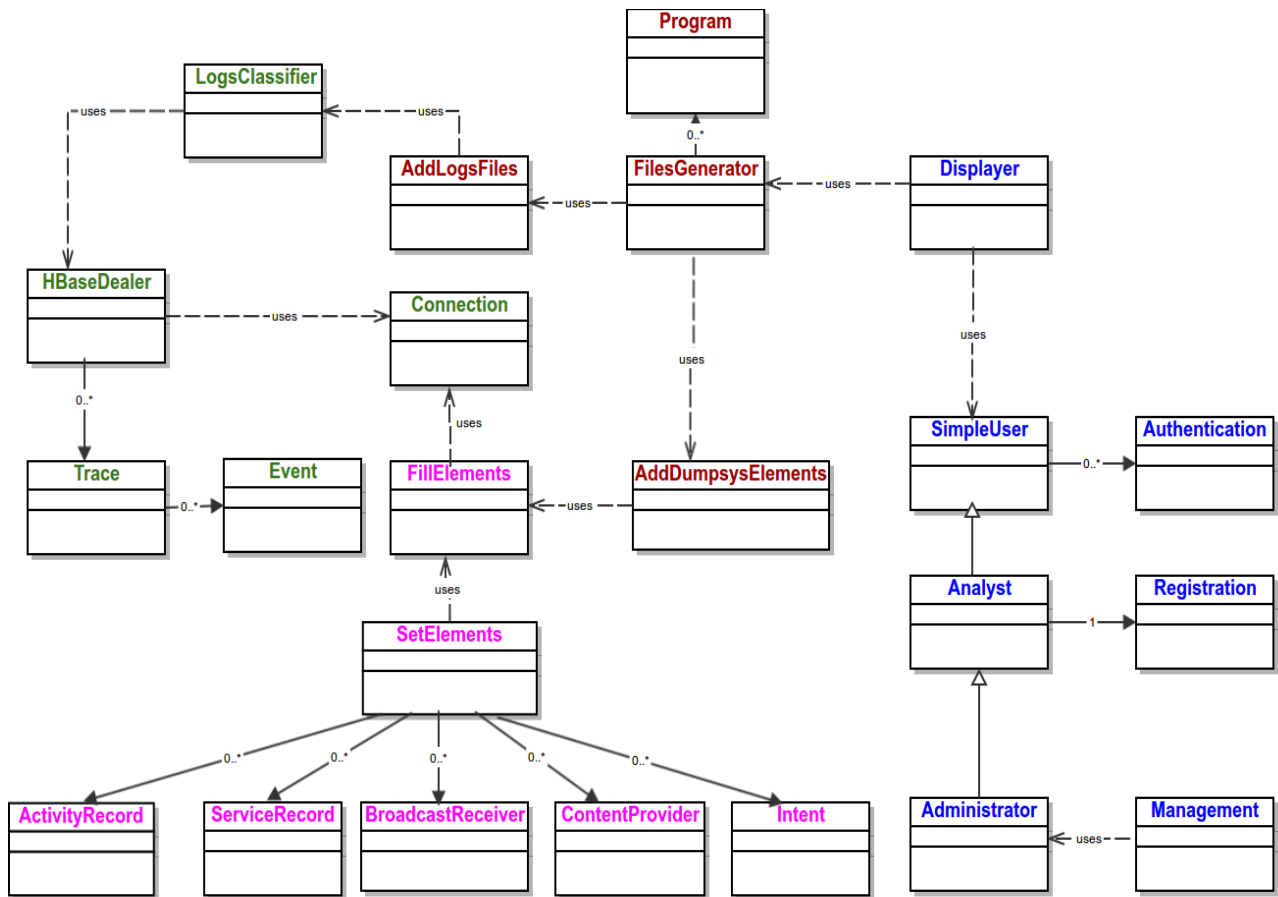 Program
LogsClassifier
uses
uses
0..*
AddLogsFiles
FilesGenerator
Displayer
uses
uses
HBaseDealer
Connection
uses
uses
uses
0..*
uses
SimpleUser
Authentication
0..*
Trace
Event
FillElements
AddDumpsysElements
0..*
uses
uses
Analyst
Registration
1
SetElements
0..*
0..*
0..*
0..*
0..*
ActivityRecord
ServiceRecord
BroadcastReceiver
ContentProvider
Intent
Administrator
Management
uses